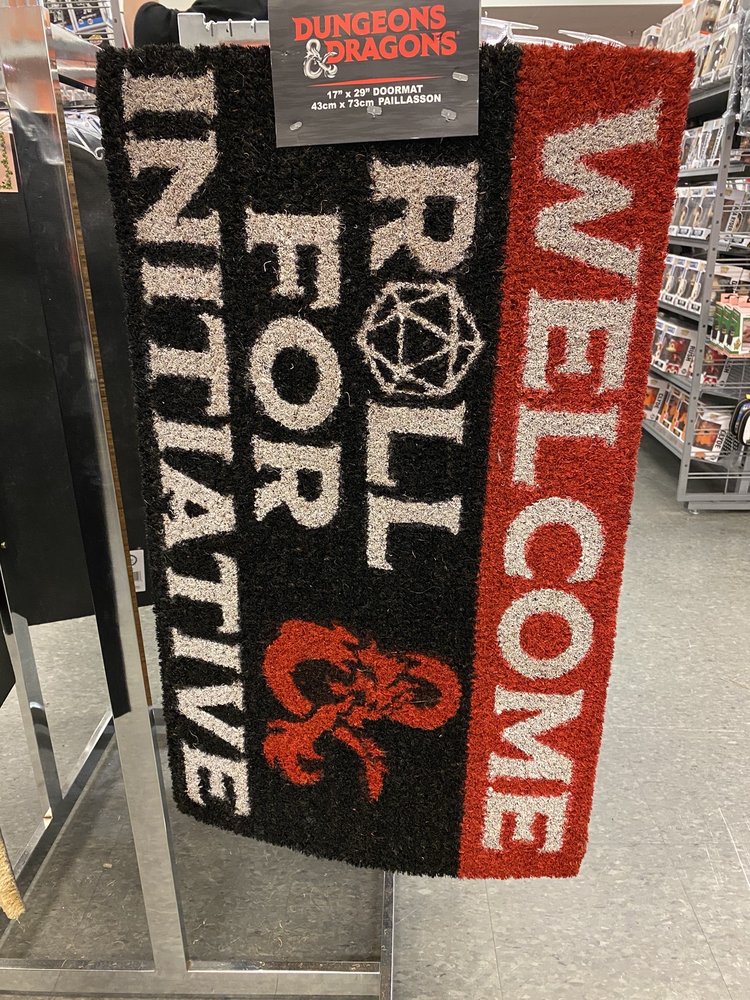 DUNGEONS
& DRAGONS
17" x 29" DOORMAT
43cm x 73cm PAILLASSON
WELCOME
ROLL
FOR
INITIATIVE
&